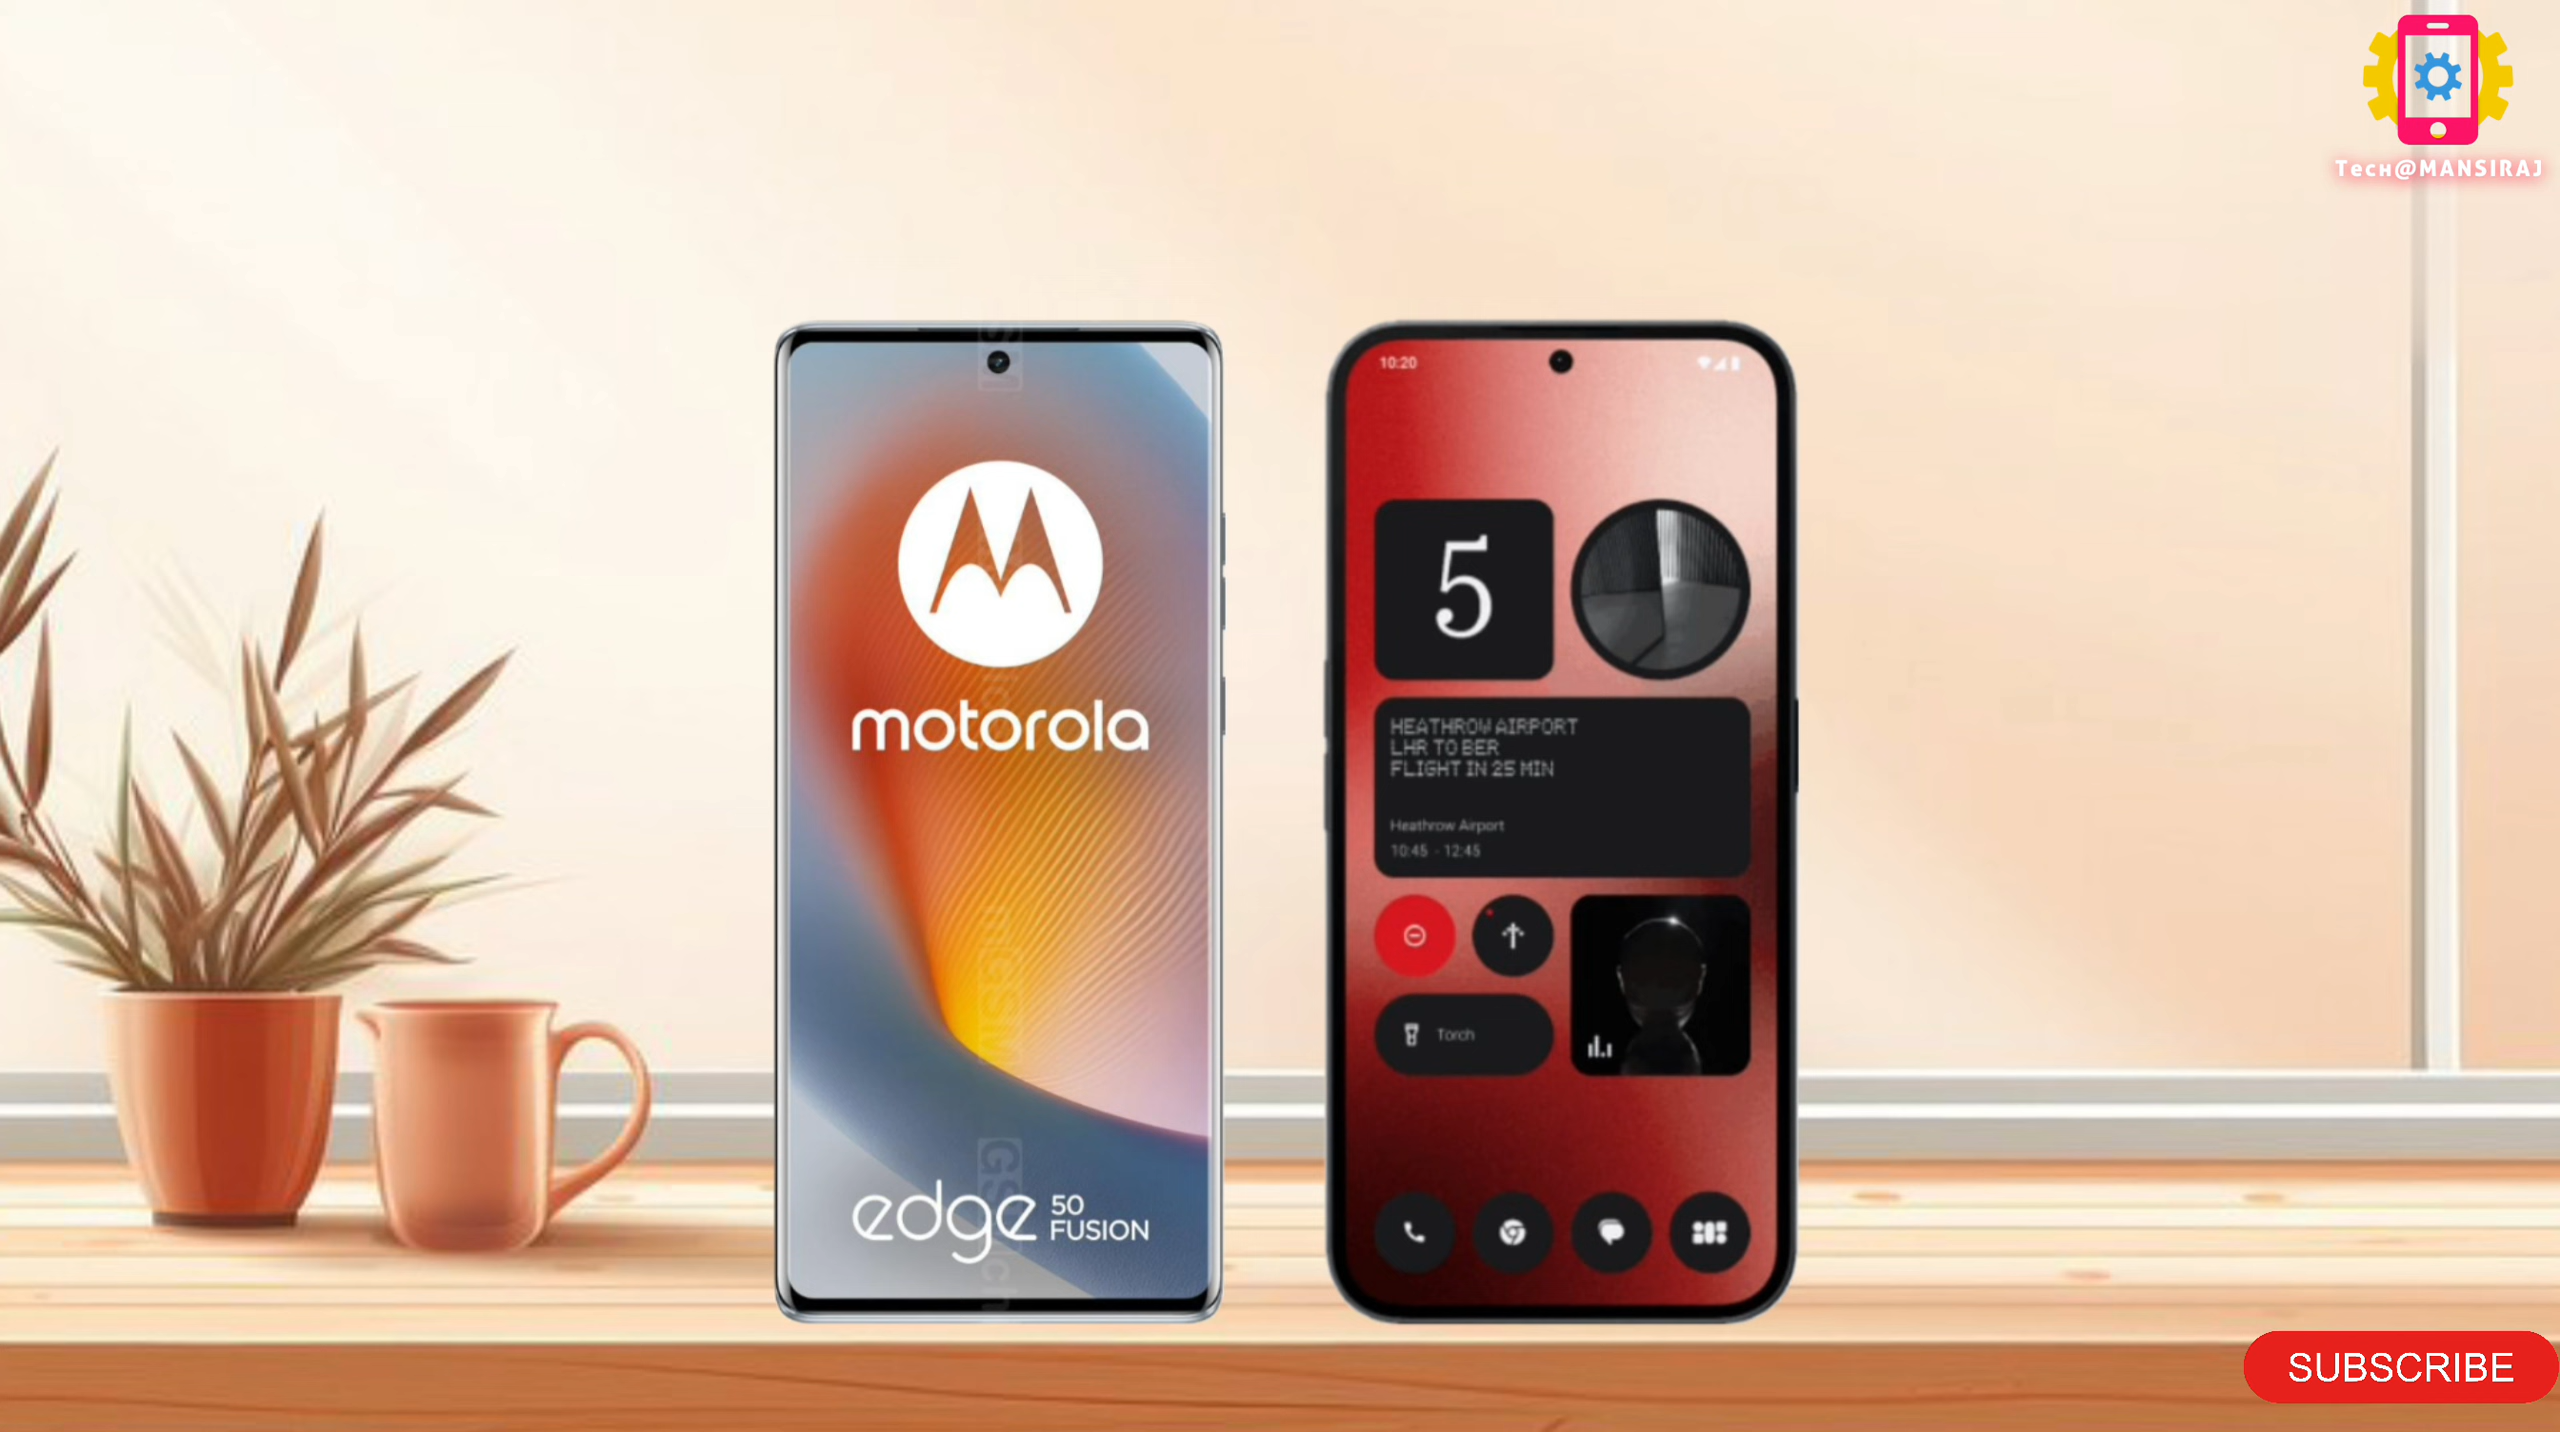 Tech@MANSIRAJ
motorola
edge 50 FUSION
10:20
5
HEATHROW AIRPORT
LHR TO BER
FLIGHT IN 25 MIN
Heathrow Airport
10:45 - 12:45
Torch
SUBSCRIBE